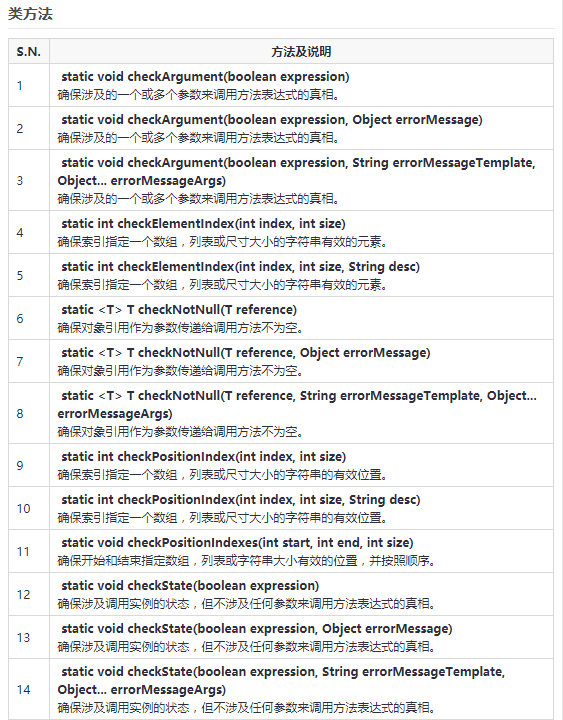 类方法
S.N. 方法及说明
1 static void checkArgument(boolean expression)
确保涉及的一个或多个参数来调用方法表达式的真相。
2 static void checkArgument(boolean expression, Object errorMessage)
确保涉及的一个或多个参数来调用方法表达式的真相。
3 static void checkArgument(boolean expression, String errorMessageTemplate,
Object... errorMessageArgs)
确保涉及的一个或多个参数来调用方法表达式的真相。
4 static int checkElementIndex(int index, int size)
确保索引指定一个数组，列表或尺寸大小的字符串有效的元素。
5 static int checkElementIndex(int index, int size, String desc)
确保索引指定一个数组，列表或尺寸大小的字符串有效的元素。
6 static <T> T checkNotNull(T reference)
确保对象引用作为参数传递给调用方法不为空。
7 static <T> T checkNotNull(T reference, Object errorMessage)
确保对象引用作为参数传递给调用方法不为空。
8 static <T> T checkNotNull(T reference, String errorMessageTemplate, Object...
errorMessageArgs)
确保对象引用作为参数传递给调用方法不为空。
9 static int checkPositionIndex(int index, int size)
确保索引指定一个数组，列表或尺寸大小的字符串的有效位置。
10 static int checkPositionIndex(int index, int size, String desc)
确保索引指定一个数组，列表或尺寸大小的字符串的有效位置。
11 static void checkPositionIndexes(int start, int end, int size)
确保开始和结束指定数组，列表或字符串大小有效的位置，并按照顺序。
12 static void checkState(boolean expression)
确保涉及调用实例的状态，但不涉及任何参数来调用方法表达式的真相。
13 static void checkState(boolean expression, Object errorMessage)
确保涉及调用实例的状态，但不涉及任何参数来调用方法表达式的真相。
14 static void checkState(boolean expression, String errorMessageTemplate,
Object... errorMessageArgs)
确保涉及调用实例的状态，但不涉及任何参数来调用方法表达式的真相。